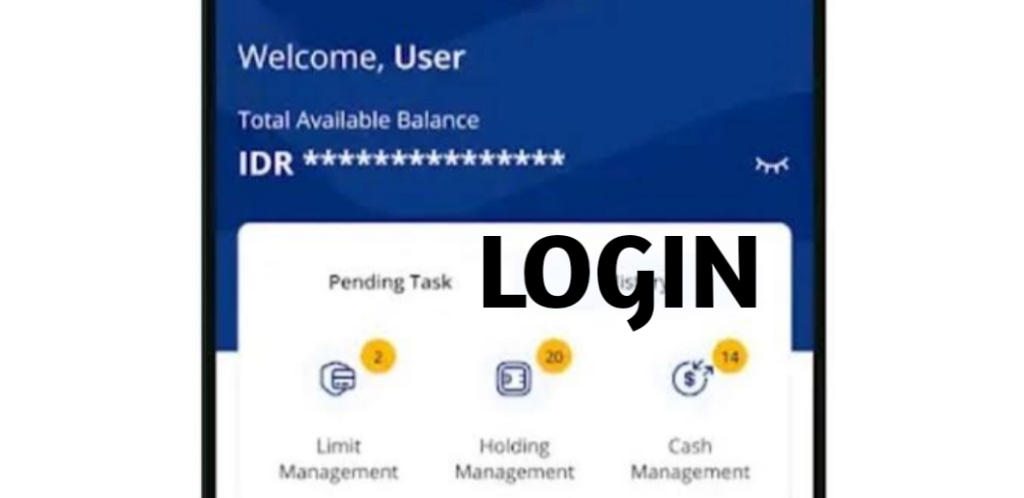 Welcome, User
Total Available Balance
IDR ***************
LOGIN
Pending Task
2
20
14
Limit
Management
Holding
Management
Cash
Management